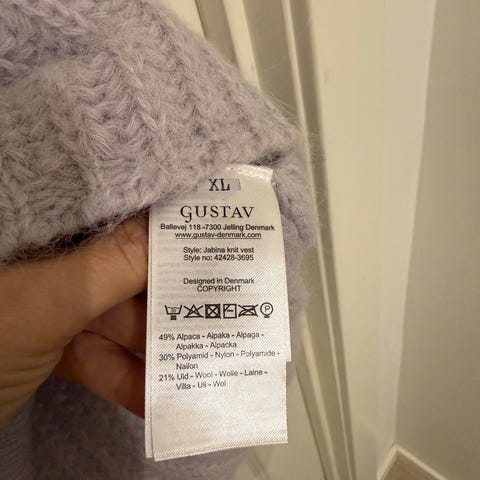 XL
GUSTAV
Ballevej 118 -7300 Jelling Denmark
www.gustav-denmark.com
Style: Jabina knit vest
Style no: 42428-3695
Designed in Denmark
COPYRIGHT
49% Alpaca - Alpaka - Alpaga -
Alpakka - Alpacka
30% Polyamid - Nylon - Polyamide -
Nailon
21% Uld - Wool - Wolle - Laine -
Villa - Ull - Wol